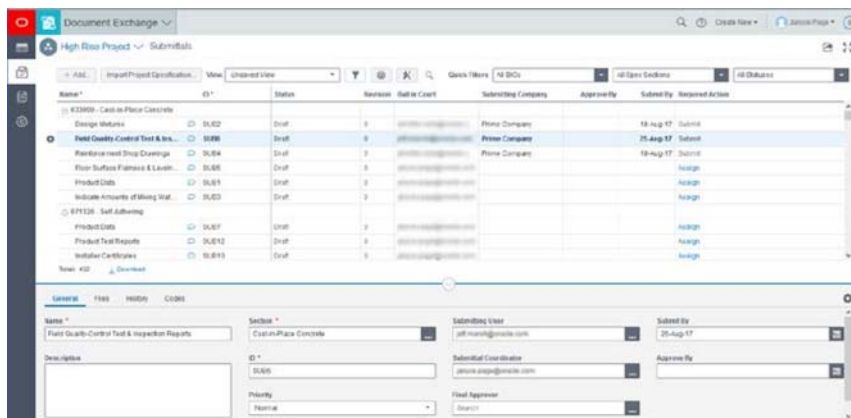 Document Exchange
Create New
High Rise Project Submittals
+ Add... Import Project Specification... View Unsaved View Quick Filters All BICs All Spec Sections All Statuses
Name* ID* Status Revision Ball in Court Submitting Company Approve By Submit By Required Action
033000 - Cast-in-Place Concrete
Design Mixtures SUB2 Draft 0 Prime Company 18-Aug-17 Submit
Field Quality-Control Test & Ins... Draft 0 Prime Company 25-Aug-17 Submit
Reinforcement Shop Drawings SUB4 Draft 0 Prime Company 18-Aug-17 Submit
Floor Surface Flatness & Levelin... Draft 0 Assign
Product Data SUB1 Draft 0 Assign
Indicate Amounts of Mixing Wat... SUB3 Draft 0 Assign
071326 - Self-Adhering
Product Data SUB7 Draft 0 Assign
Product Test Reports SUB12 Draft 0 Assign
Installer Certificates Draft 0 Assign
Total: 432 Download
General Files History Codes
Name * Section * Submitting User Submit By
Field Quality-Control Test & Inspection Reports Cast-in-Place Concrete 25-Aug-17
Description ID * Submittal Coordinator Approve By
Priority Final Approver
Normal Search